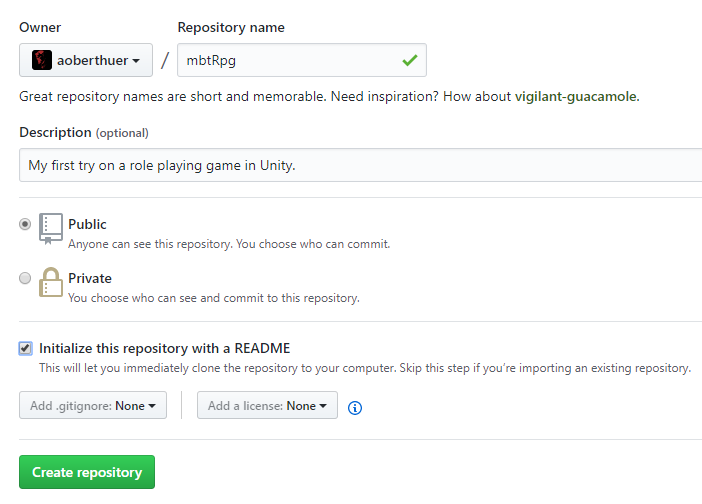 Owner Repository name
aoberthuer / mbtRpg
Great repository names are short and memorable. Need inspiration? How about vigilant-guacamole.
Description (optional)
My first try on a role playing game in Unity.
Public
Anyone can see this repository. You choose who can commit.
Private
You choose who can see and commit to this repository.
Initialize this repository with a README
This will let you immediately clone the repository to your computer. Skip this step if you’re importing an existing repository.
Add .gitignore: None Add a license: None
Create repository